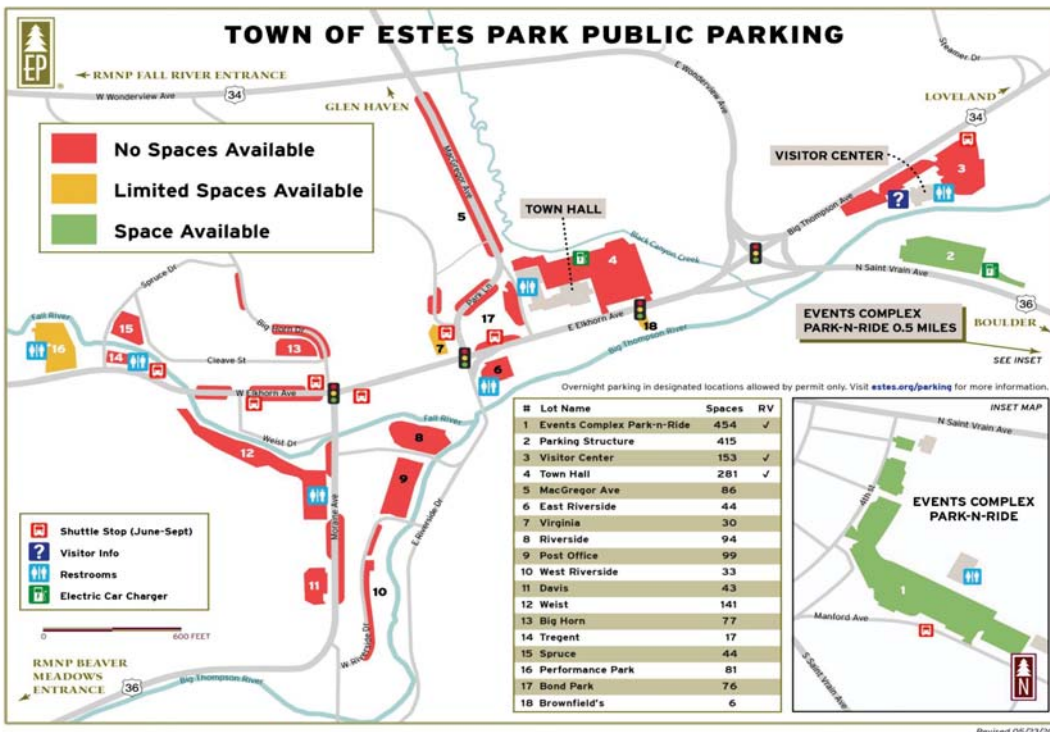 TOWN OF ESTES PARK PUBLIC PARKING
EP
RMNP FALL RIVER ENTRANCE
W Wonderview Ave
34
GLEN HAVEN
E Wonderview Ave
Steamer Dr
LOVELAND
34
No Spaces Available
Limited Spaces Available
Space Available
MacGregor Ave
5
VISITOR CENTER
3
?
TOWN HALL
4
Black Canyon Creek
Big Thompson Ave
2
N Saint Vrain Ave
36
BOULDER
EVENTS COMPLEX
PARK-N-RIDE 0.5 MILES
SEE INSET
Spruce Dr
Fall River
16
15
14
Big Horn Dr
13
Cleave St
W Elkhorn Ave
Park Ln
17
7
18
E Elkhorn Ave
Big Thompson River
6
Fall River
Weist Dr
12
8
9
Moraine Ave
E Riverside Dr
11
10
W Riverside Dr
Overnight parking in designated locations allowed by permit only. Visit estes.org/parking for more information.
# Lot Name Spaces RV
1 Events Complex Park-n-Ride 454 ✓
2 Parking Structure 415
3 Visitor Center 153 ✓
4 Town Hall 281 ✓
5 MacGregor Ave 86
6 East Riverside 44
7 Virginia 30
8 Riverside 94
9 Post Office 99
10 West Riverside 33
11 Davis 43
12 Weist 141
13 Big Horn 77
14 Tregent 17
15 Spruce 44
16 Performance Park 81
17 Bond Park 76
18 Brownfield's 6
INSET MAP
N Saint Vrain Ave
4th St
EVENTS COMPLEX
PARK-N-RIDE
1
Manford Ave
S Saint Vrain Ave
N
Shuttle Stop (June-Sept)
? Visitor Info
Restrooms
Electric Car Charger
0 600 FEET
RMNP BEAVER
MEADOWS
ENTRANCE
36
Big Thompson River
Revised